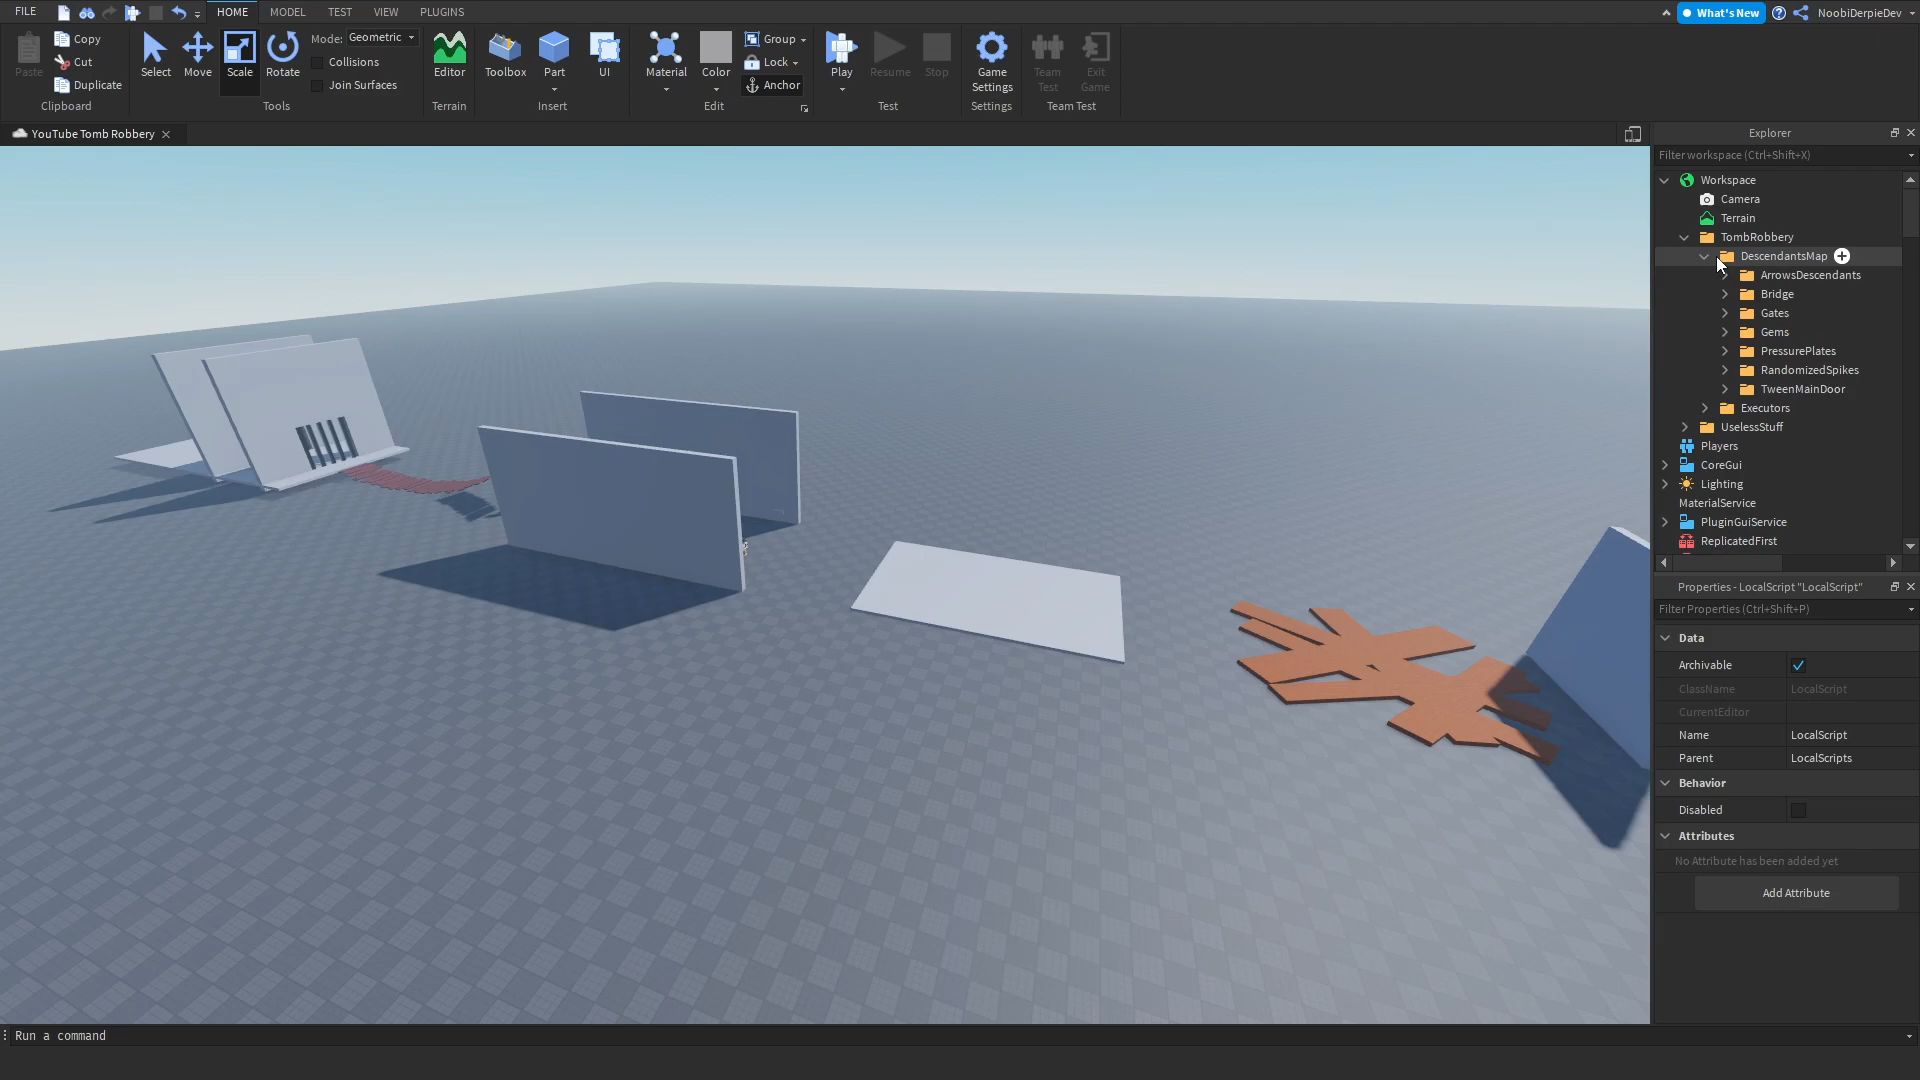 FILE
HOME
MODEL
TEST
VIEW
PLUGINS
What's New
NoobiDerpieDev
Paste
Copy
Cut
Duplicate
Clipboard
Select
Move
Scale
Rotate
Mode: Geometric
Collisions
Join Surfaces
Tools
Editor
Terrain
Toolbox
Part
UI
Insert
Material
Color
Group
Lock
Anchor
Edit
Play
Resume
Stop
Test
Game
Settings
Settings
Team
Test
Exit
Game
Team Test
YouTube Tomb Robbery
Explorer
Filter workspace (Ctrl+Shift+X)
Workspace
Camera
Terrain
TombRobbery
DescendantsMap
ArrowsDescendants
Bridge
Gates
Gems
PressurePlates
RandomizedSpikes
TweenMainDoor
Executors
UselessStuff
Players
CoreGui
Lighting
MaterialService
PluginGuiService
ReplicatedFirst
Properties - LocalScript "LocalScript"
Filter Properties (Ctrl+Shift+P)
Data
Archivable
ClassName LocalScript
CurrentEditor
Name LocalScript
Parent LocalScripts
Behavior
Disabled
Attributes
No Attribute has been added yet
Add Attribute
Run a command